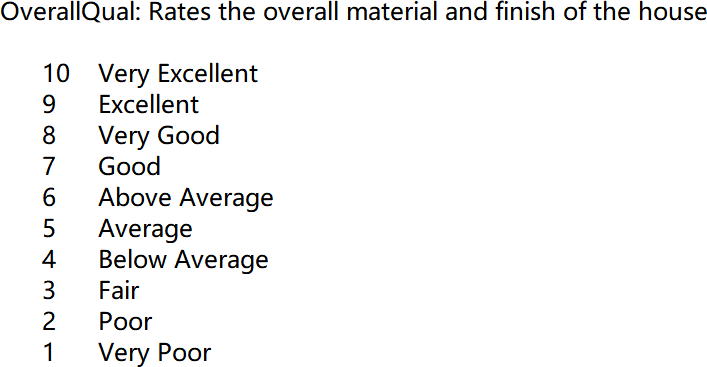 OverallQual: Rates the overall material and finish of the house
10 Very Excellent
9 Excellent
8 Very Good
7 Good
6 Above Average
5 Average
4 Below Average
3 Fair
2 Poor
1 Very Poor